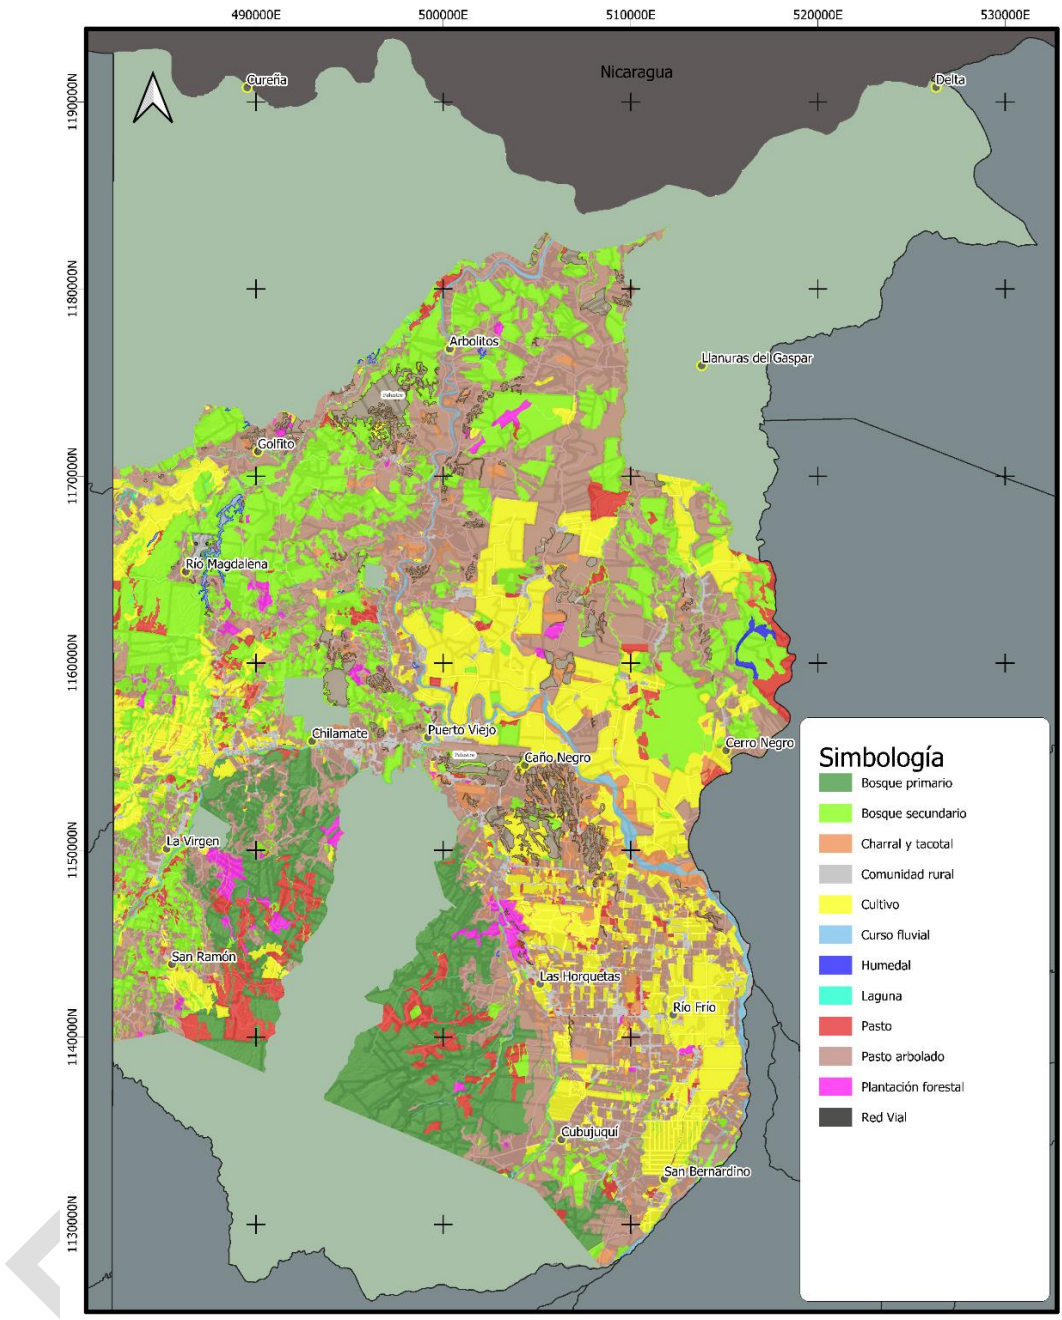 490000E 500000E 510000E 520000E 530000E
Nicaragua
Cureña
Delta
1190000N
1180000N
Arbolitos
Llanuras del Gaspar
Golfito
1170000N
Río Magdalena
1160000N
Chilamate
Puerto Viejo
Cerro Negro
Caño Negro
La Virgen
1150000N
San Ramón
Las Horquetas
Río Frío
1140000N
Cubujuquí
San Bernardino
1130000N
Simbología
Bosque primario
Bosque secundario
Charral y tacotal
Comunidad rural
Cultivo
Curso fluvial
Humedal
Laguna
Pasto
Pasto arbolado
Plantación forestal
Red Vial